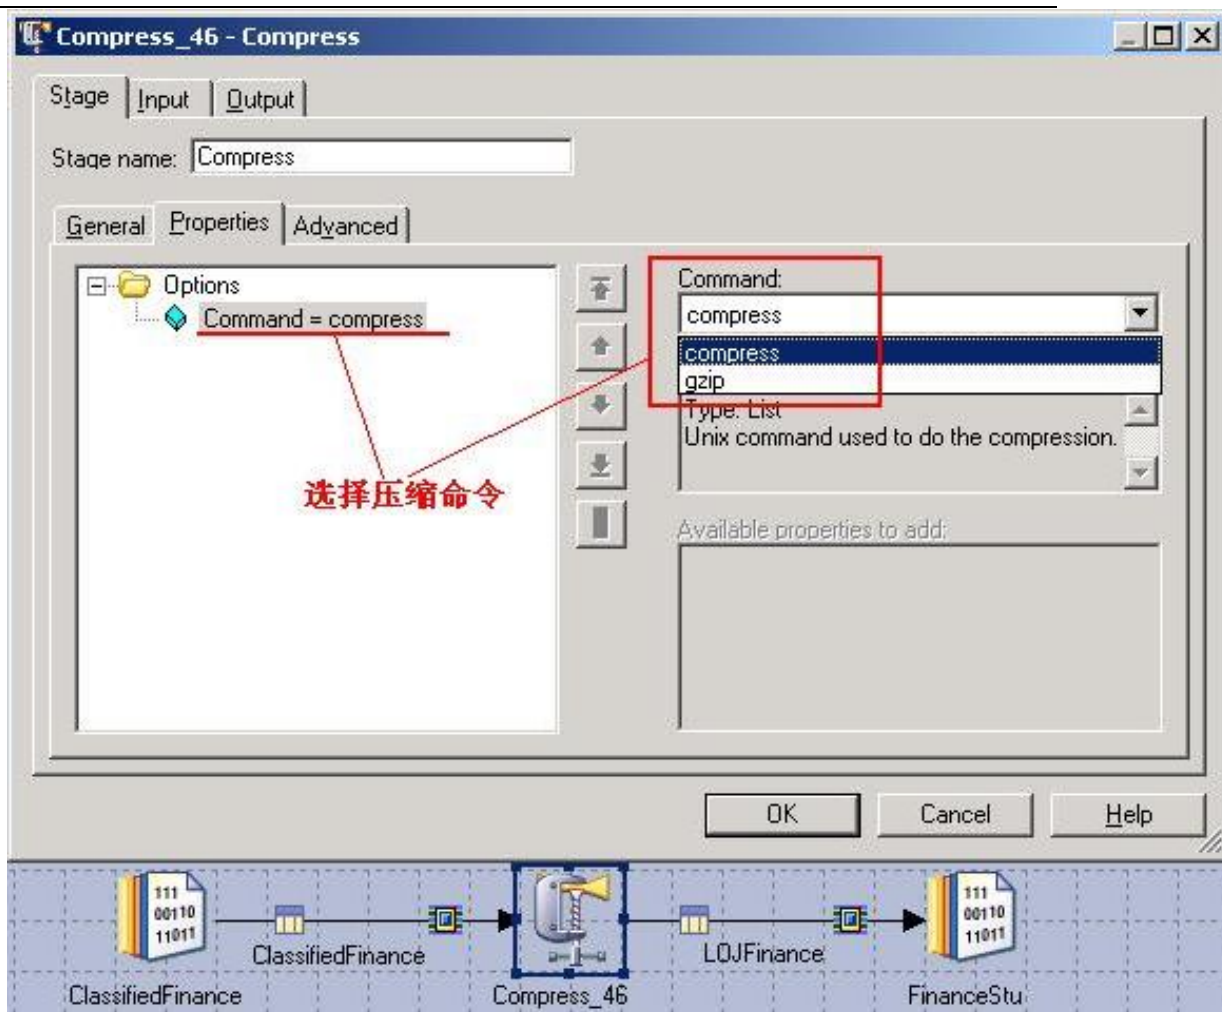 Compress_46 - Compress
Stage Input Output
Stage name: Compress
General Properties Advanced
Options
Command = compress
Command:
compress
compress
gzip
Type: List
Unix command used to do the compression.
选择压缩命令
Available properties to add:
OK Cancel Help
111
00110
11011
111
00110
11011
ClassifiedFinance
LOJFinance
ClassifiedFinance
Compress_46
FinanceStu